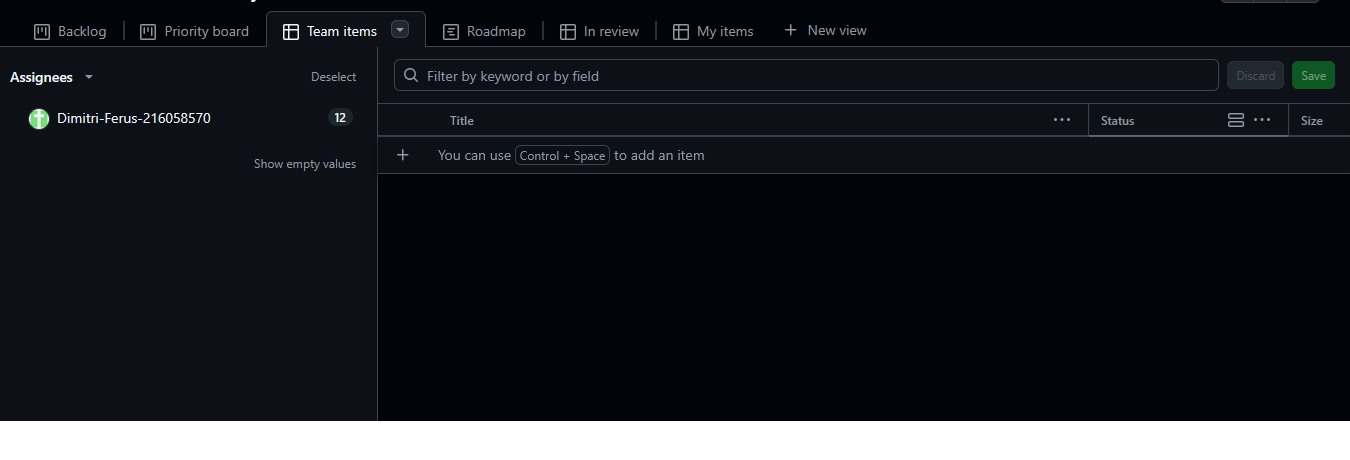 Backlog
Priority board
Team items
Roadmap
In review
My items
New view
Assignees
Deselect
Filter by keyword or by field
Discard
Save
Dimitri-Ferus-216058570
12
Show empty values
Title
Status
Size
You can use Control + Space to add an item